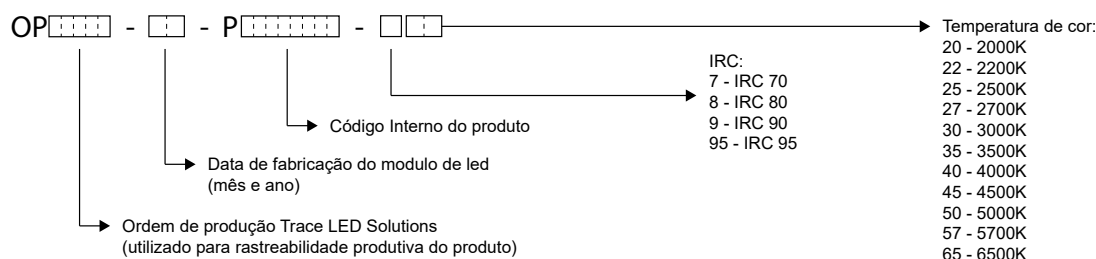 OP - - P -
Temperatura de cor:
20 - 2000K
22 - 2200K
25 - 2500K
27 - 2700K
30 - 3000K
35 - 3500K
40 - 4000K
45 - 4500K
50 - 5000K
57 - 5700K
65 - 6500K
IRC:
7 - IRC 70
8 - IRC 80
9 - IRC 90
95 - IRC 95
Código Interno do produto
Data de fabricação do modulo de led
(mês e ano)
Ordem de produção Trace LED Solutions
(utilizado para rastreabilidade produtiva do produto)